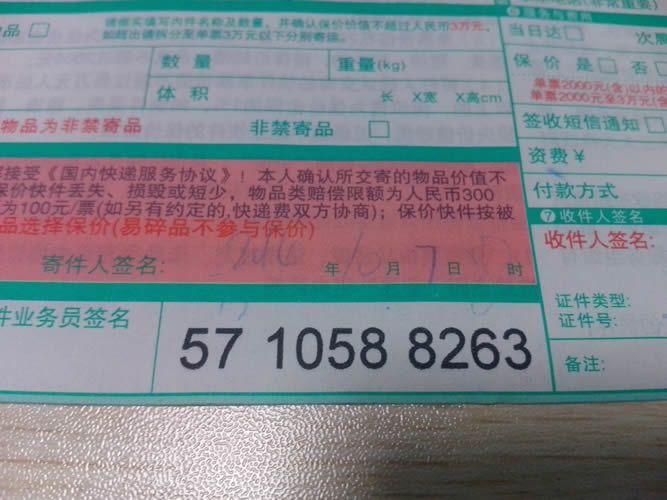 请据实填写内件名称及数量，并确认保价价值不超过人民币3万元。
如超出请拆分至单票3万元以下分别寄递。
品 □
数量
重量(kg)
体积
长 X宽 X高cm
物品为非禁寄品
非禁寄品 □
接受《国内快递服务协议》！本人确认所交寄的物品价值不
保价快件丢失、损毁或短少，物品类赔偿限额为人民币300
为100元/票(如另有约定的,快递费双方协商)；保价快件按被
品选择保价(易碎品不参与保价)
寄件人签名： 年 10 月 7 日 时
件业务员签名
57 1058 8263
当日达 □ 次晨
保价 是 □ 否 □
单票2000元(含)以内的
单票2000元至3万元(含
签收短信通知 □
资费 ¥
付款方式
7 收件人签名
收件人签名：
证件类型：
证件号：
备注：